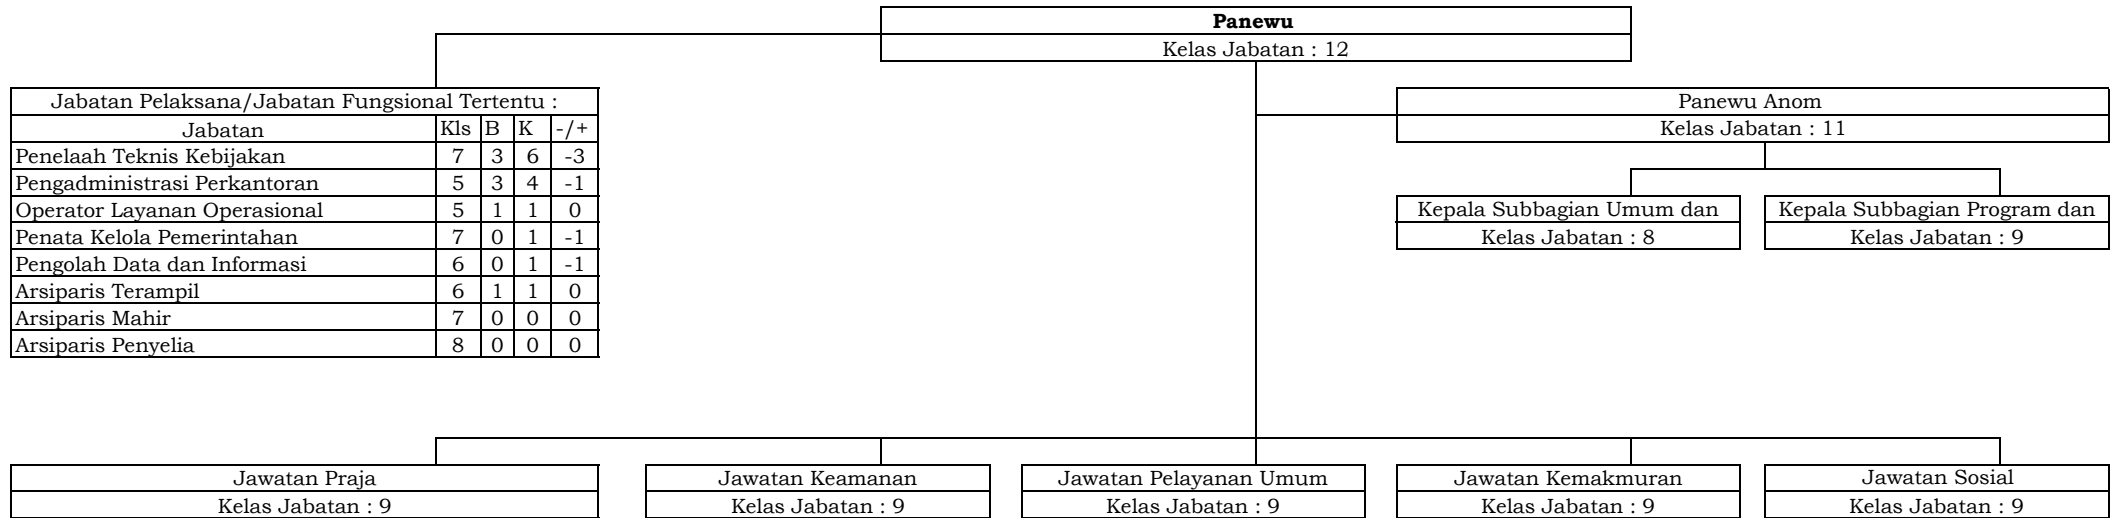 Panewu
Kelas Jabatan : 12
Jabatan Pelaksana/Jabatan Fungsional Tertentu :
Jabatan Kls B K -/+
Penelaah Teknis Kebijakan 7 3 6 -3
Pengadministrasi Perkantoran 5 3 4 -1
Operator Layanan Operasional 5 1 1 0
Penata Kelola Pemerintahan 7 0 1 -1
Pengolah Data dan Informasi 6 0 1 -1
Arsiparis Terampil 6 1 1 0
Arsiparis Mahir 7 0 0 0
Arsiparis Penyelia 8 0 0 0
Panewu Anom
Kelas Jabatan : 11
Kepala Subbagian Umum dan
Kelas Jabatan : 8
Kepala Subbagian Program dan
Kelas Jabatan : 9
Jawatan Praja
Kelas Jabatan : 9
Jawatan Keamanan
Kelas Jabatan : 9
Jawatan Pelayanan Umum
Kelas Jabatan : 9
Jawatan Kemakmuran
Kelas Jabatan : 9
Jawatan Sosial
Kelas Jabatan : 9